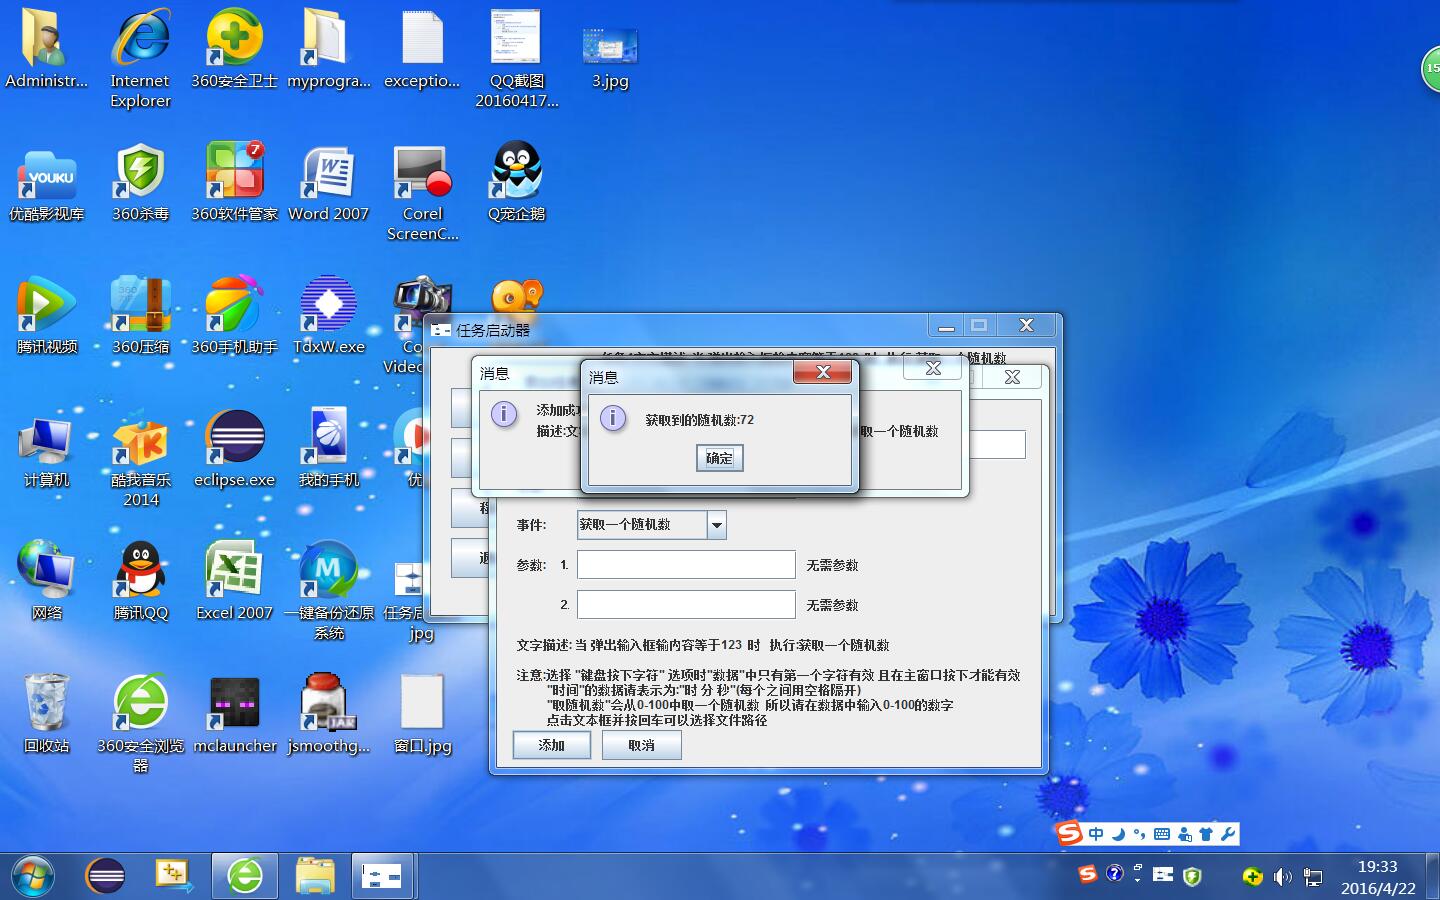 Administr...
Internet
Explorer
360安全卫士
myprogra...
exceptio...
QQ截图
20160417...
3.jpg
15
YOUKU
优酷影视库
360杀毒
7
360软件管家
W
Word 2007
Corel
ScreenC...
Q宠企鹅
腾讯视频
360
360压缩
360手机助手
TdxW.exe
Co
Video
计算机
酷我音乐
2014
eclipse.exe
我的手机
优
网络
腾讯QQ
Excel 2007
M
一键备份还原
系统
任务启
jpg
回收站
360安全浏览
器
mclauncher
JAR
jsmoothg...
窗口.jpg
任务启动器
消息
添加成
描述:文
取一个随机数
消息
获取到的随机数:72
确定
程
退
事件:
获取一个随机数
参数:
1.
无需参数
2.
无需参数
文字描述: 当 弹出输入框输内容等于123 时 执行:获取一个随机数
注意:选择 "键盘按下字符" 选项时"数据"中只有第一个字符有效 且在主窗口按下才能有效
"时间"的数据请表示为:"时 分 秒"(每个之间用空格隔开)
"取随机数"会从0-100中取一个随机数 所以请在数据中输入0-100的数字
点击文本框并按回车可以选择文件路径
添加
取消
中
19:33
2016/4/22